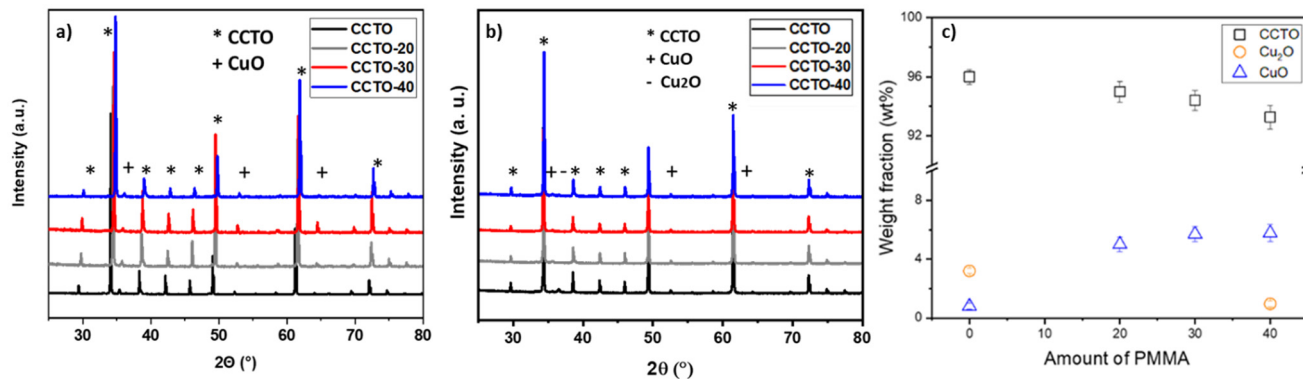 a)
* CCTO
+ CuO
CCTO
CCTO-20
CCTO-30
CCTO-40
Intensity (a.u.)
* * + * * * * + * + *
30 40 50 60 70 80
2Θ (°)
b)
* CCTO
+ CuO
- Cu2O
CCTO
CCTO-20
CCTO-30
CCTO-40
Intensity (a. u.)
* * + - * * * + * + *
30 40 50 60 70 80
2θ (°)
c)
CCTO
Cu₂O
CuO
Weight fraction (wt%)
100
96
92
8
4
0
0 10 20 30 40
Amount of PMMA